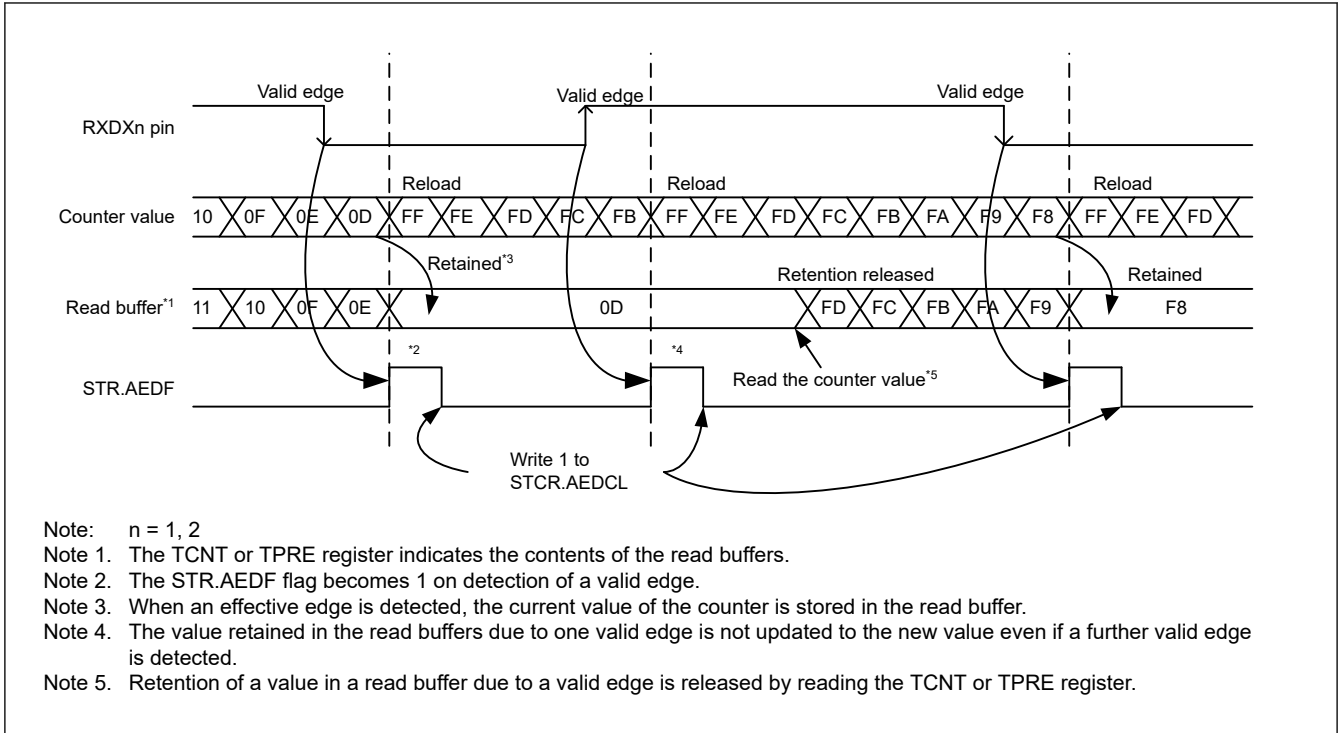 Valid edge Valid edge Valid edge
RXDXn pin
Reload Reload Reload
Counter value 10 0F 0E 0D FF FE FD FC FB FF FE FD FC FB FA F9 F8 FF FE FD
Retained*3 Retention released Retained
Read buffer*1 11 10 0F 0E 0D FD FC FB FA F9 F8
*2 *4
STR.AEDF Read the counter value*5
Write 1 to
STCR.AEDCL
Note: n = 1, 2
Note 1. The TCNT or TPRE register indicates the contents of the read buffers.
Note 2. The STR.AEDF flag becomes 1 on detection of a valid edge.
Note 3. When an effective edge is detected, the current value of the counter is stored in the read buffer.
Note 4. The value retained in the read buffers due to one valid edge is not updated to the new value even if a further valid edge
is detected.
Note 5. Retention of a value in a read buffer due to a valid edge is released by reading the TCNT or TPRE register.